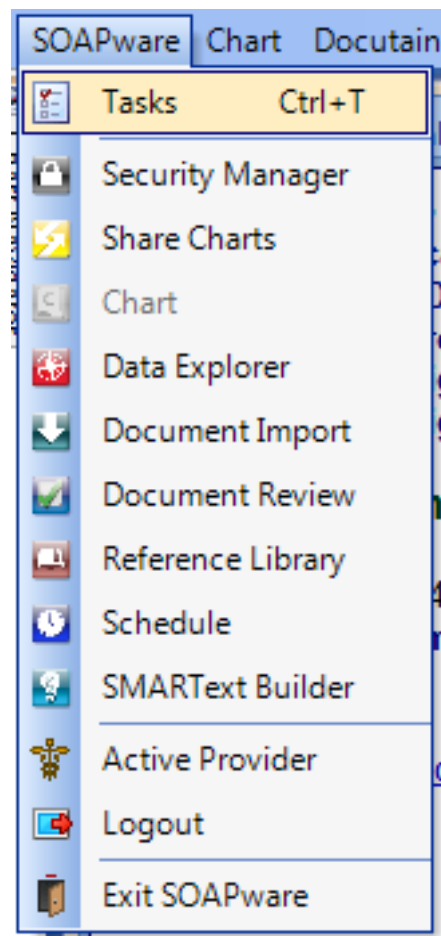 SOAPware Chart Docutain
Tasks Ctrl+T
Security Manager
Share Charts
Chart
Data Explorer
Document Import
Document Review
Reference Library
Schedule
SMARText Builder
Active Provider
Logout
Exit SOAPware